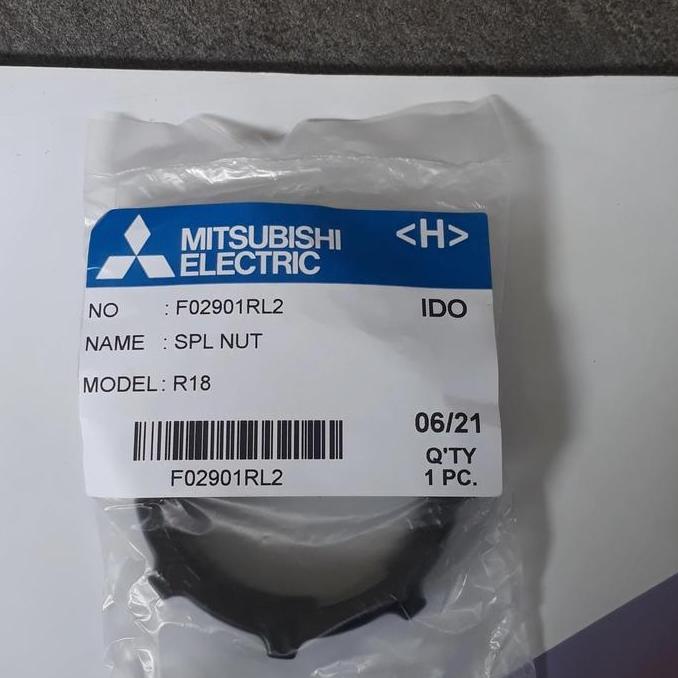 MITSUBISHI
ELECTRIC
<H>
NO : F02901RL2
IDO
NAME : SPL NUT
MODEL : R18
06/21
Q'TY
1 PC.
F02901RL2